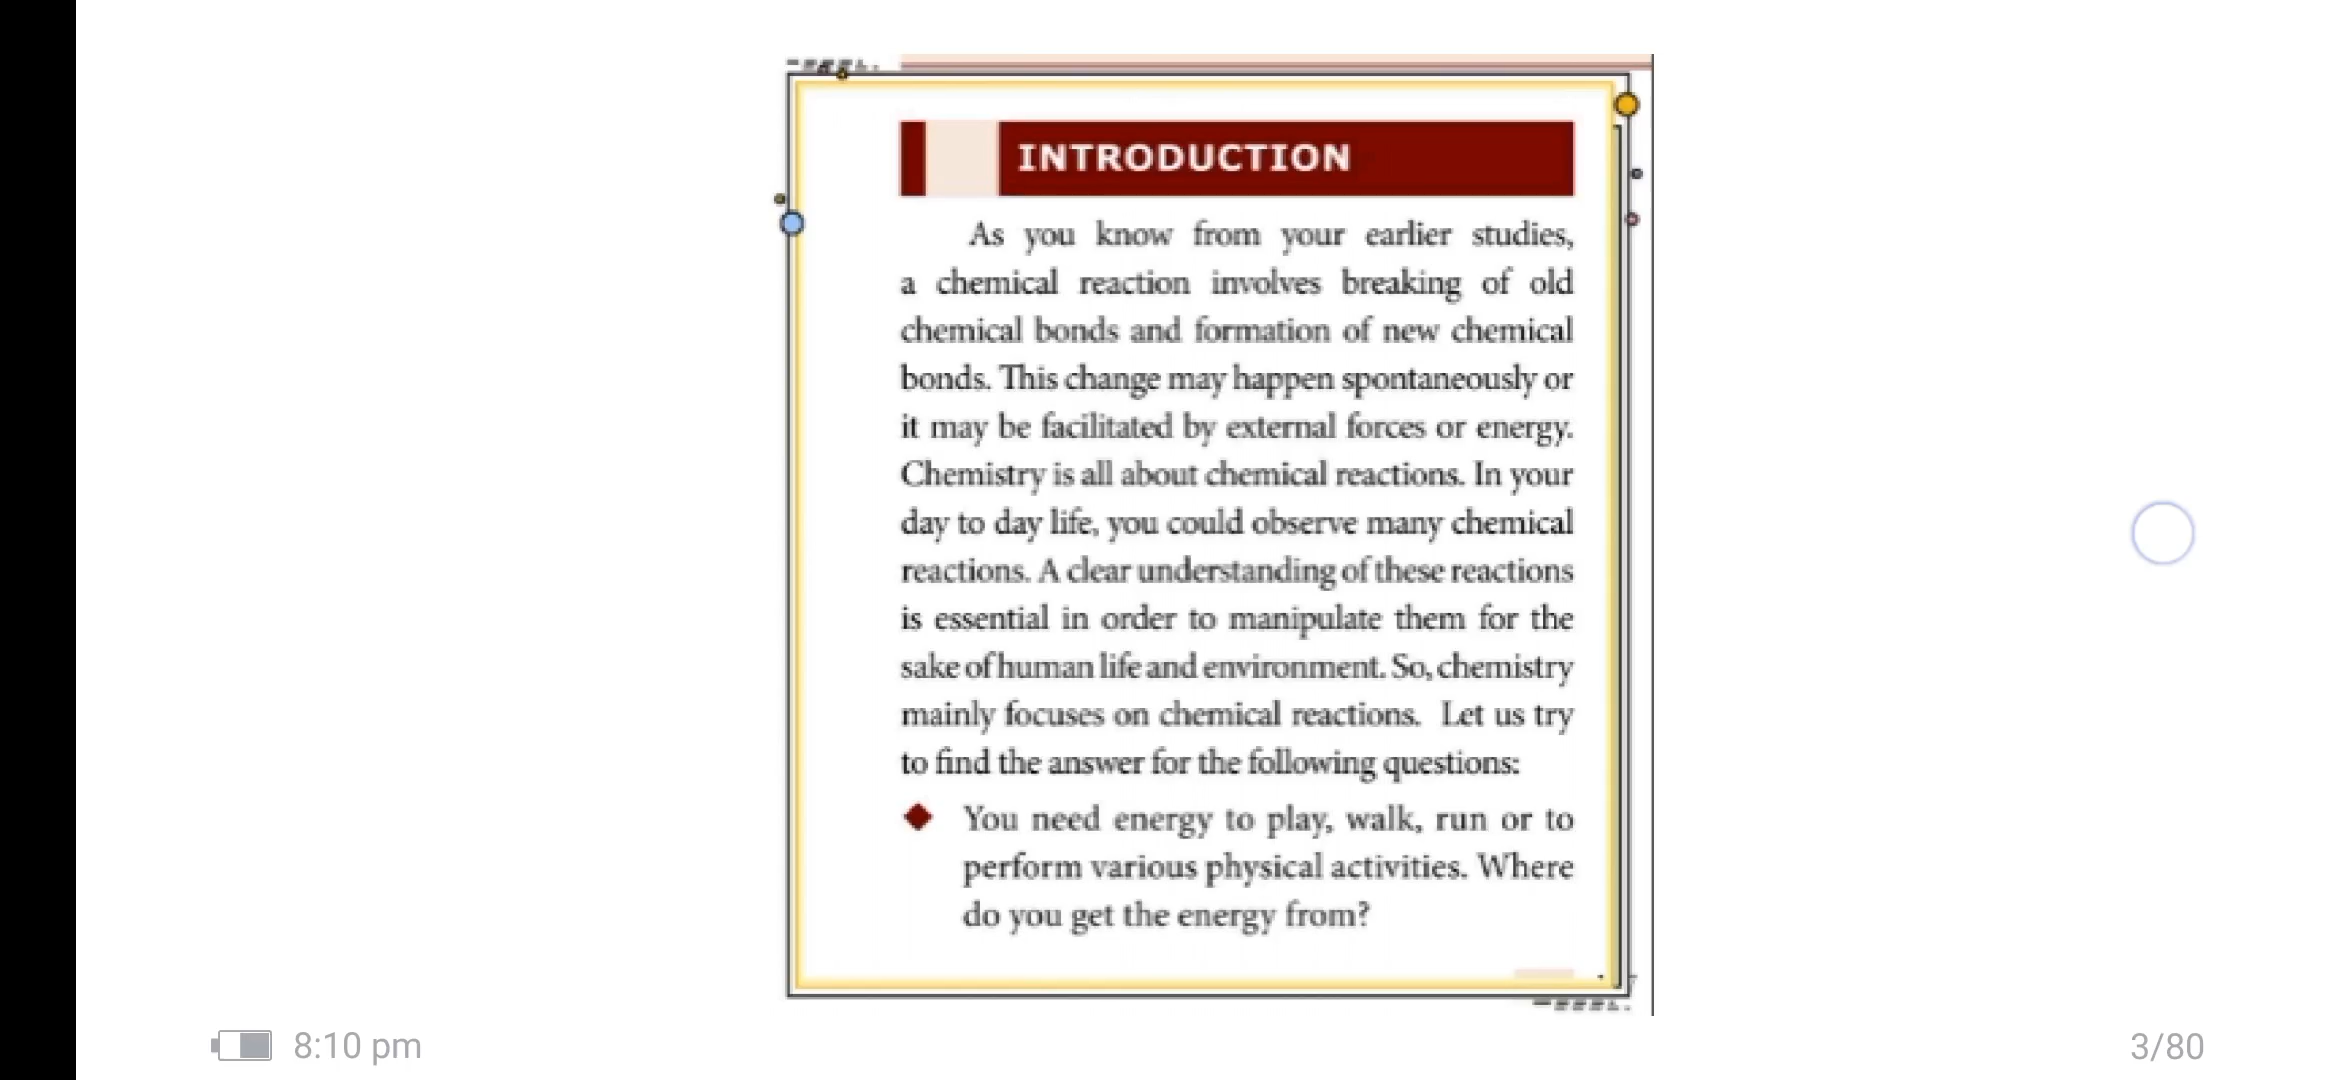 INTRODUCTION
As you know from your earlier studies,
a chemical reaction involves breaking of old
chemical bonds and formation of new chemical
bonds. This change may happen spontaneously or
it may be facilitated by external forces or energy.
Chemistry is all about chemical reactions. In your
day to day life, you could observe many chemical
reactions. A clear understanding of these reactions
is essential in order to manipulate them for the
sake of human life and environment. So, chemistry
mainly focuses on chemical reactions. Let us try
to find the answer for the following questions:
◆ You need energy to play, walk, run or to
perform various physical activities. Where
do you get the energy from?
8:10 pm
3/80